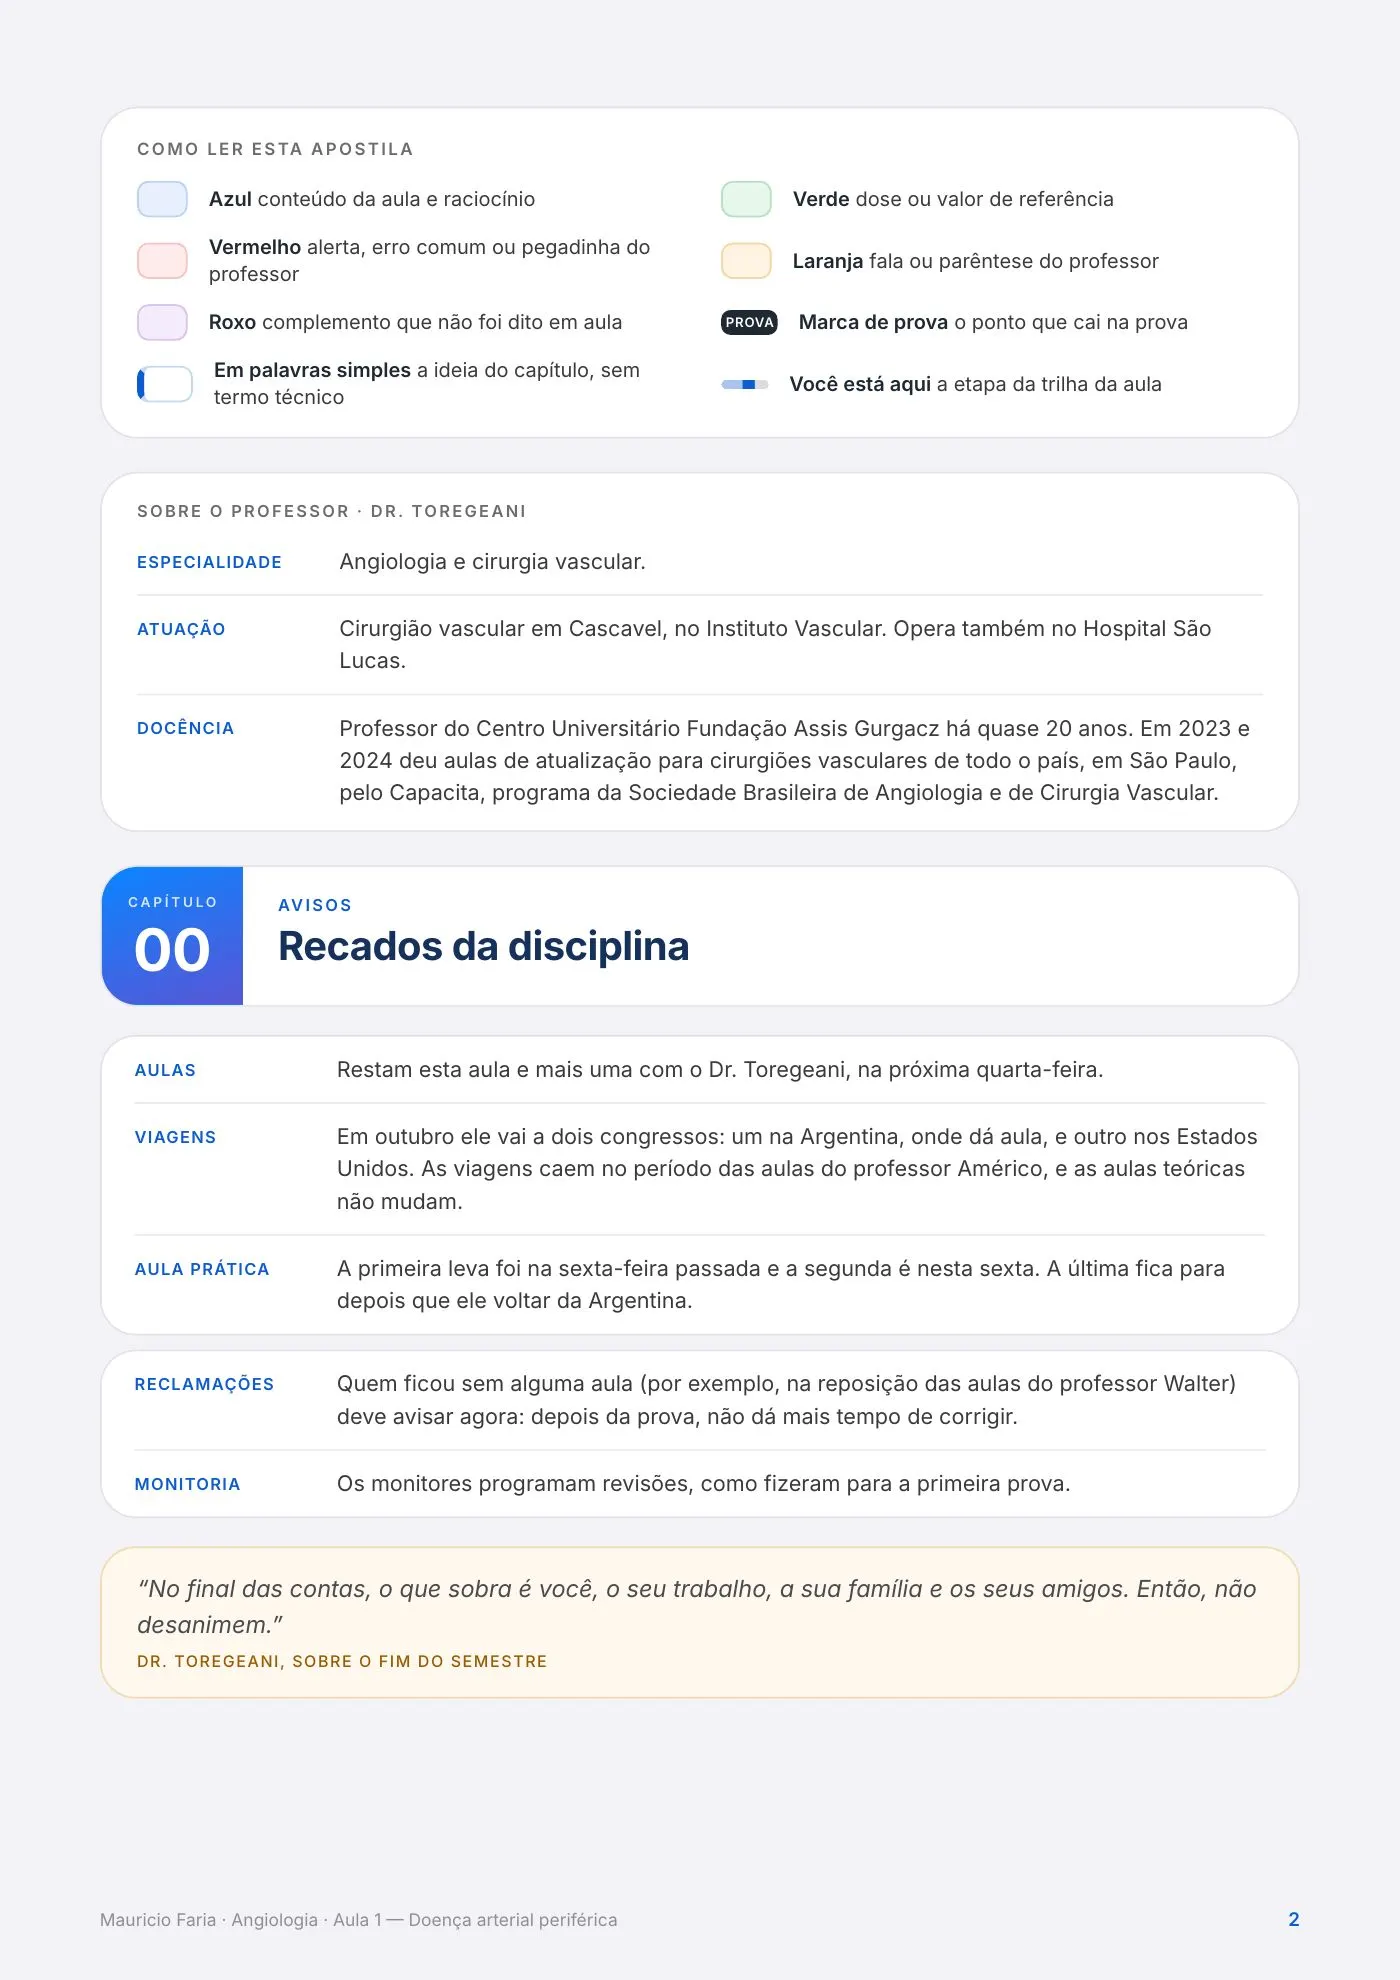 COMO LER ESTA APOSTILA
Azul conteúdo da aula e raciocínio
Verde dose ou valor de referência
Vermelho alerta, erro comum ou pegadinha do
professor
Laranja fala ou parêntese do professor
Roxo complemento que não foi dito em aula
PROVA Marca de prova o ponto que cai na prova
Em palavras simples a ideia do capítulo, sem
termo técnico
Você está aqui a etapa da trilha da aula
SOBRE O PROFESSOR · DR. TOREGEANI
ESPECIALIDADE Angiologia e cirurgia vascular.
ATUAÇÃO Cirurgião vascular em Cascavel, no Instituto Vascular. Opera também no Hospital São
Lucas.
DOCÊNCIA Professor do Centro Universitário Fundação Assis Gurgacz há quase 20 anos. Em 2023 e
2024 deu aulas de atualização para cirurgiões vasculares de todo o país, em São Paulo,
pelo Capacita, programa da Sociedade Brasileira de Angiologia e de Cirurgia Vascular.
CAPÍTULO
00
AVISOS
Recados da disciplina
AULAS Restam esta aula e mais uma com o Dr. Toregeani, na próxima quarta-feira.
VIAGENS Em outubro ele vai a dois congressos: um na Argentina, onde dá aula, e outro nos Estados
Unidos. As viagens caem no período das aulas do professor Américo, e as aulas teóricas
não mudam.
AULA PRÁTICA A primeira leva foi na sexta-feira passada e a segunda é nesta sexta. A última fica para
depois que ele voltar da Argentina.
RECLAMAÇÕES Quem ficou sem alguma aula (por exemplo, na reposição das aulas do professor Walter)
deve avisar agora: depois da prova, não dá mais tempo de corrigir.
MONITORIA Os monitores programam revisões, como fizeram para a primeira prova.
“No final das contas, o que sobra é você, o seu trabalho, a sua família e os seus amigos. Então, não
desanimem.”
DR. TOREGEANI, SOBRE O FIM DO SEMESTRE
Mauricio Faria · Angiologia · Aula 1 — Doença arterial periférica
2